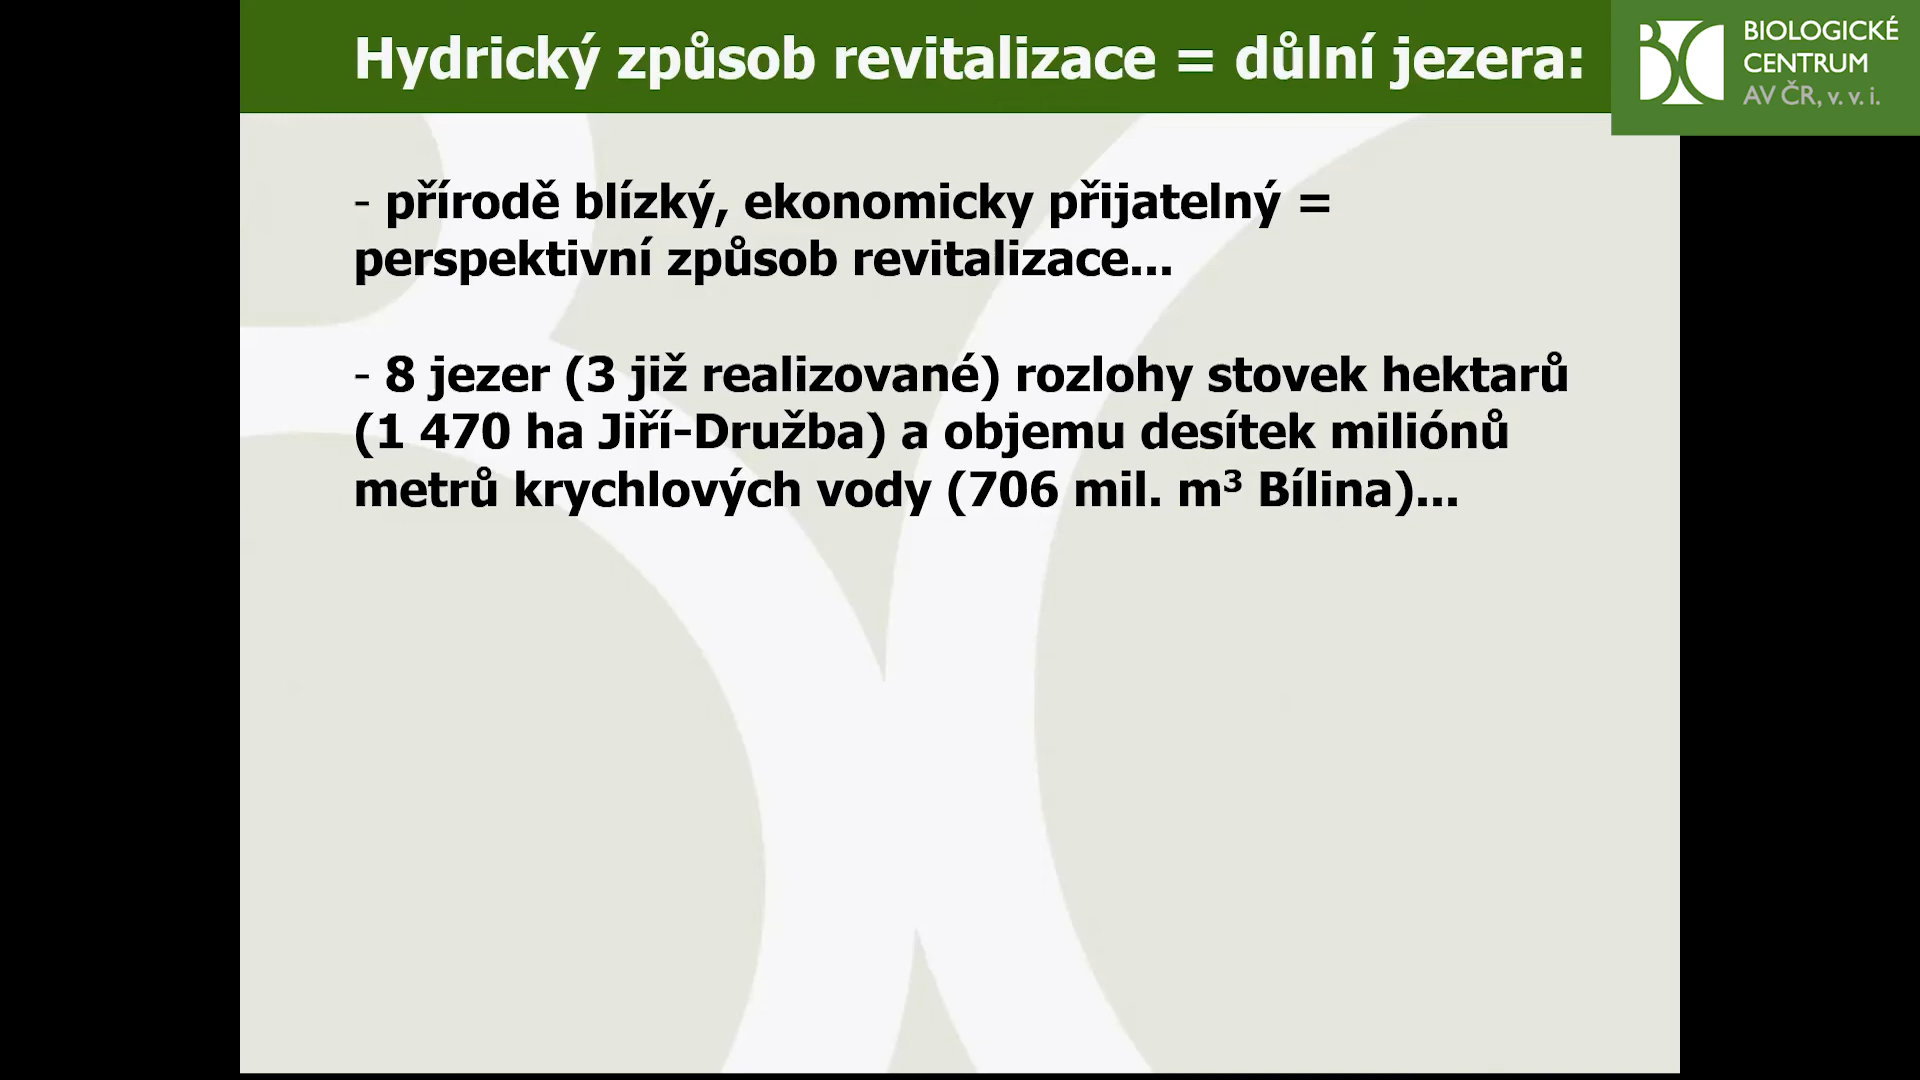 Hydrický způsob revitalizace = důlní jezera:
BIOLOGICKÉ
CENTRUM
AV ČR, v. v. i.
- přírodě blízký, ekonomicky přijatelný =
perspektivní způsob revitalizace...
- 8 jezer (3 již realizované) rozlohy stovek hektarů
(1 470 ha Jiří-Družba) a objemu desítek miliónů
metrů krychlových vody (706 mil. m³ Bílina)...